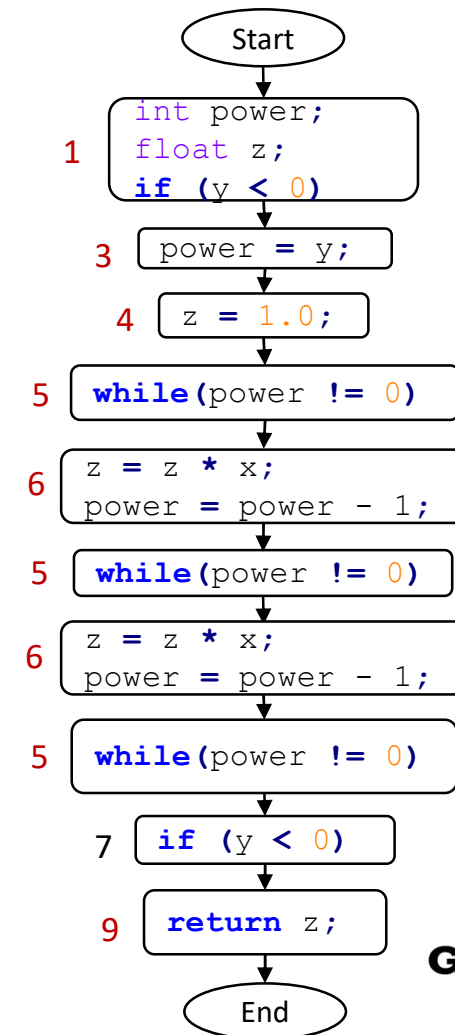 Start
1
int power;
float z;
if (y < 0)
3
power = y;
4
z = 1.0;
5
while(power != 0)
6
z = z * x;
power = power - 1;
5
while(power != 0)
6
z = z * x;
power = power - 1;
5
while(power != 0)
7
if (y < 0)
9
return z;
G
End